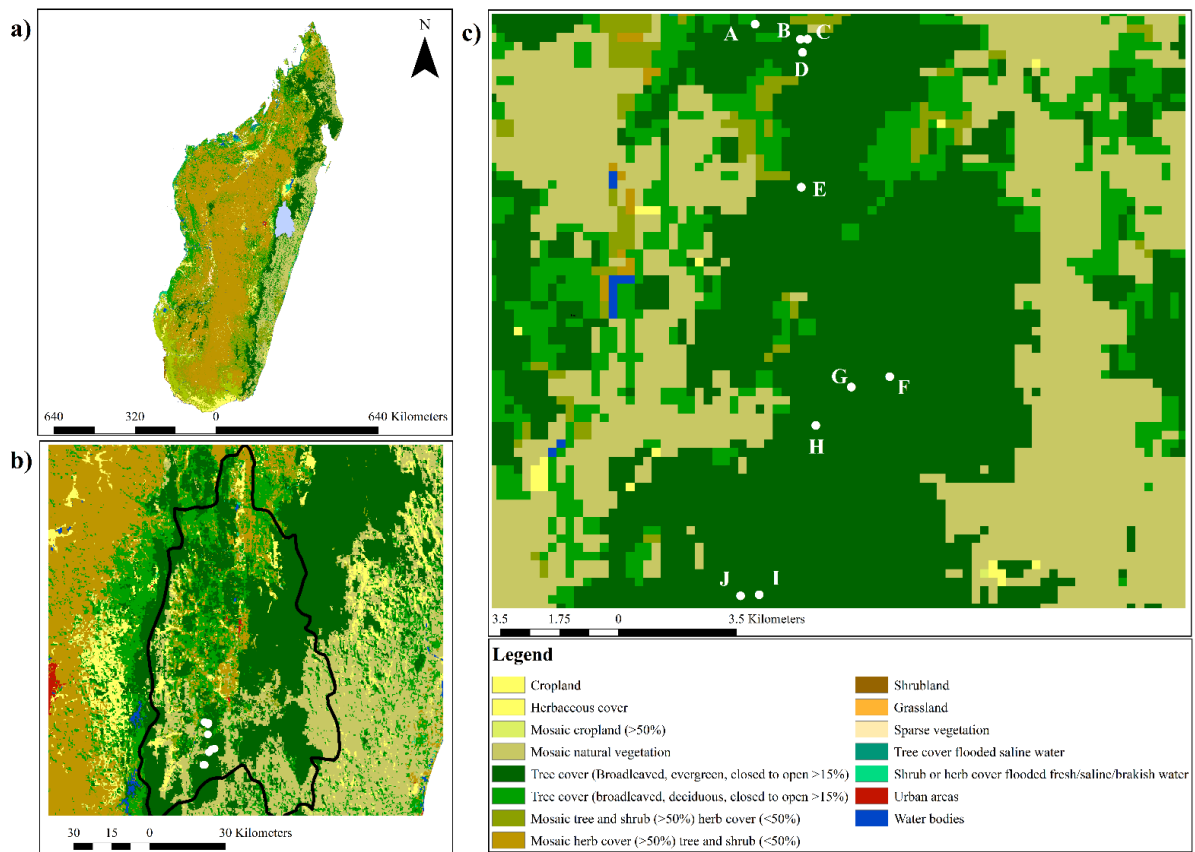 a)
N
640 320 0 640 Kilometers
b)
30 15 0 30 Kilometers
c)
A
B
C
D
E
G
F
H
J
I
3.5 1.75 0 3.5 Kilometers
Legend
Cropland
Herbaceous cover
Mosaic cropland (>50%)
Mosaic natural vegetation
Tree cover (Broadleaved, evergreen, closed to open >15%)
Tree cover (broadleaved, deciduous, closed to open >15%)
Mosaic tree and shrub (>50%) herb cover (<50%)
Mosaic herb cover (>50%) tree and shrub (<50%)
Shrubland
Grassland
Sparse vegetation
Tree cover flooded saline water
Shrub or herb cover flooded fresh/saline/brakish water
Urban areas
Water bodies